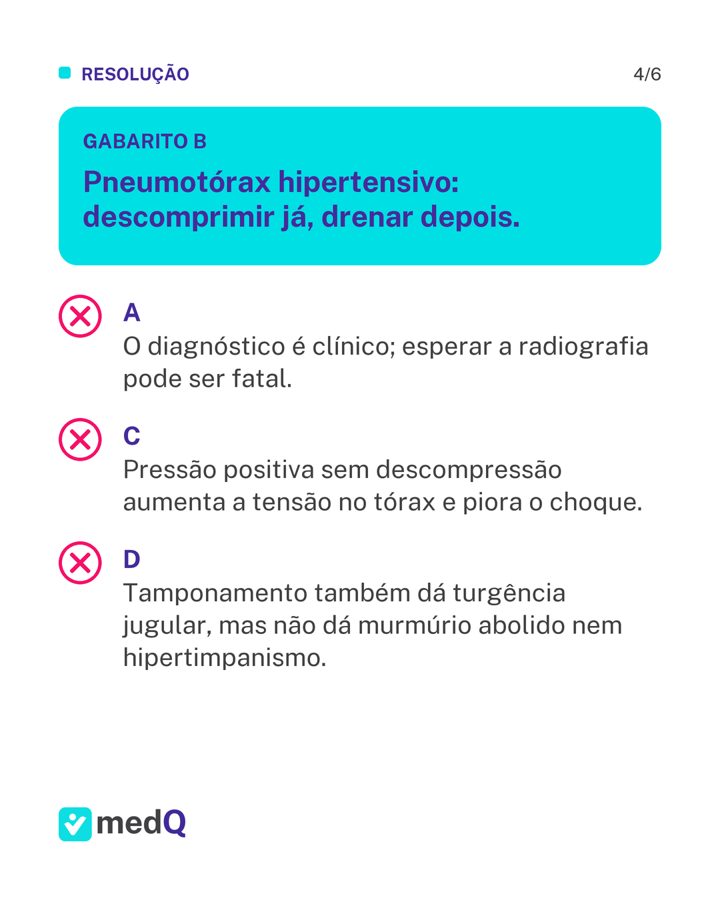 RESOLUÇÃO
4/6
GABARITO B
Pneumotórax hipertensivo:
descomprimir já, drenar depois.
A
O diagnóstico é clínico; esperar a radiografia
pode ser fatal.
C
Pressão positiva sem descompressão
aumenta a tensão no tórax e piora o choque.
D
Tamponamento também dá turgência
jugular, mas não dá murmúrio abolido nem
hipertimpanismo.
medQ